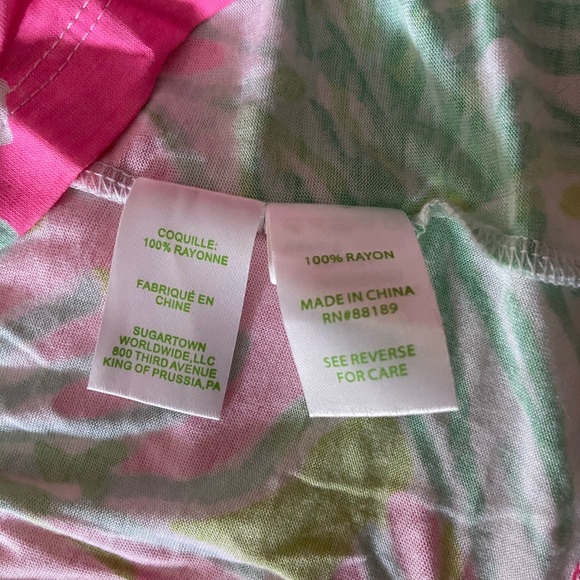 COQUILLE:
100% RAYONNE
FABRIQUÉ EN
CHINE
SUGARTOWN
WORLDWIDE,LLC
800 THIRD AVENUE
KING OF PRUSSIA,PA
100% RAYON
MADE IN CHINA
RN#88189
SEE REVERSE
FOR CARE